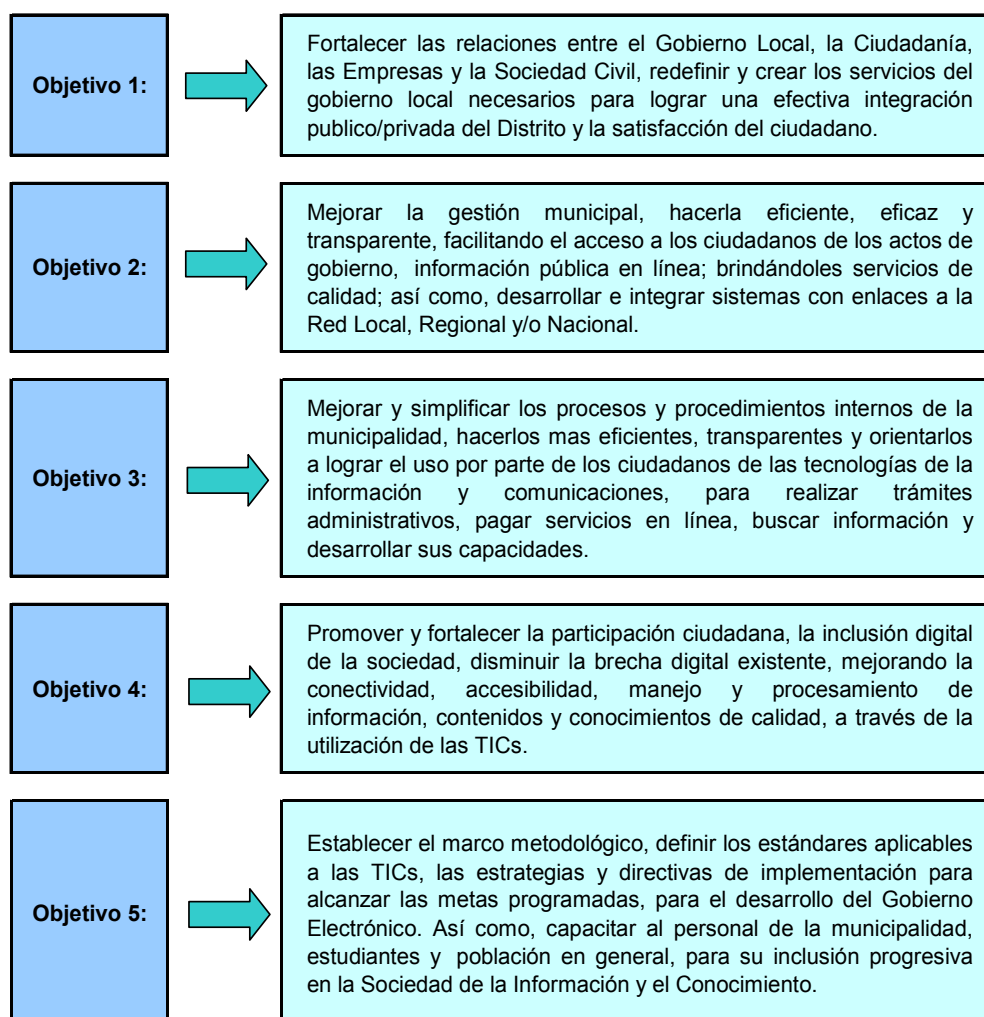 Objetivo 1:
Fortalecer las relaciones entre el Gobierno Local, la Ciudadanía,
las Empresas y la Sociedad Civil, redefinir y crear los servicios del
gobierno local necesarios para lograr una efectiva integración
publico/privada del Distrito y la satisfacción del ciudadano.
Objetivo 2:
Mejorar la gestión municipal, hacerla eficiente, eficaz y
transparente, facilitando el acceso a los ciudadanos de los actos de
gobierno, información pública en línea; brindándoles servicios de
calidad; así como, desarrollar e integrar sistemas con enlaces a la
Red Local, Regional y/o Nacional.
Objetivo 3:
Mejorar y simplificar los procesos y procedimientos internos de la
municipalidad, hacerlos mas eficientes, transparentes y orientarlos
a lograr el uso por parte de los ciudadanos de las tecnologías de la
información y comunicaciones, para realizar trámites
administrativos, pagar servicios en línea, buscar información y
desarrollar sus capacidades.
Objetivo 4:
Promover y fortalecer la participación ciudadana, la inclusión digital
de la sociedad, disminuir la brecha digital existente, mejorando la
conectividad, accesibilidad, manejo y procesamiento de
información, contenidos y conocimientos de calidad, a través de la
utilización de las TICs.
Objetivo 5:
Establecer el marco metodológico, definir los estándares aplicables
a las TICs, las estrategias y directivas de implementación para
alcanzar las metas programadas, para el desarrollo del Gobierno
Electrónico. Así como, capacitar al personal de la municipalidad,
estudiantes y población en general, para su inclusión progresiva
en la Sociedad de la Información y el Conocimiento.